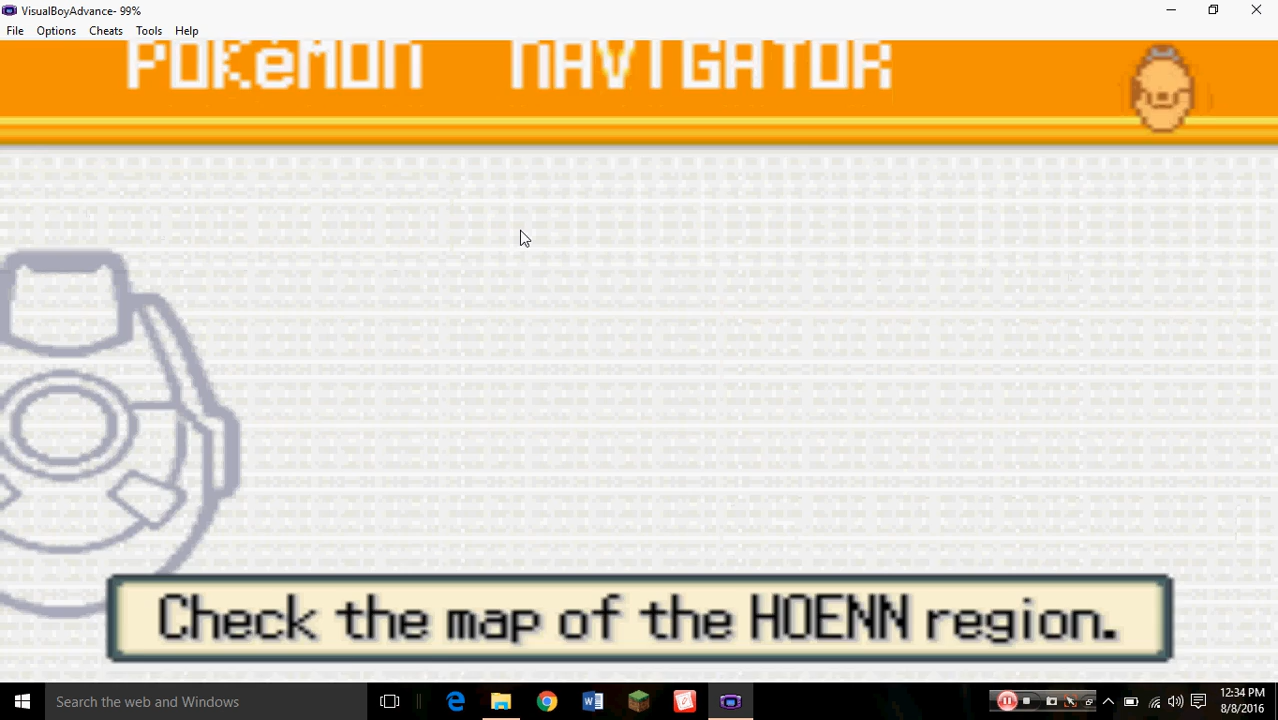 VisualBoyAdvance- 99%
File Options Cheats Tools Help
POKéMON NAVIGATOR
Check the map of the HOENN region.
Search the web and Windows
12:34 PM
8/8/2016